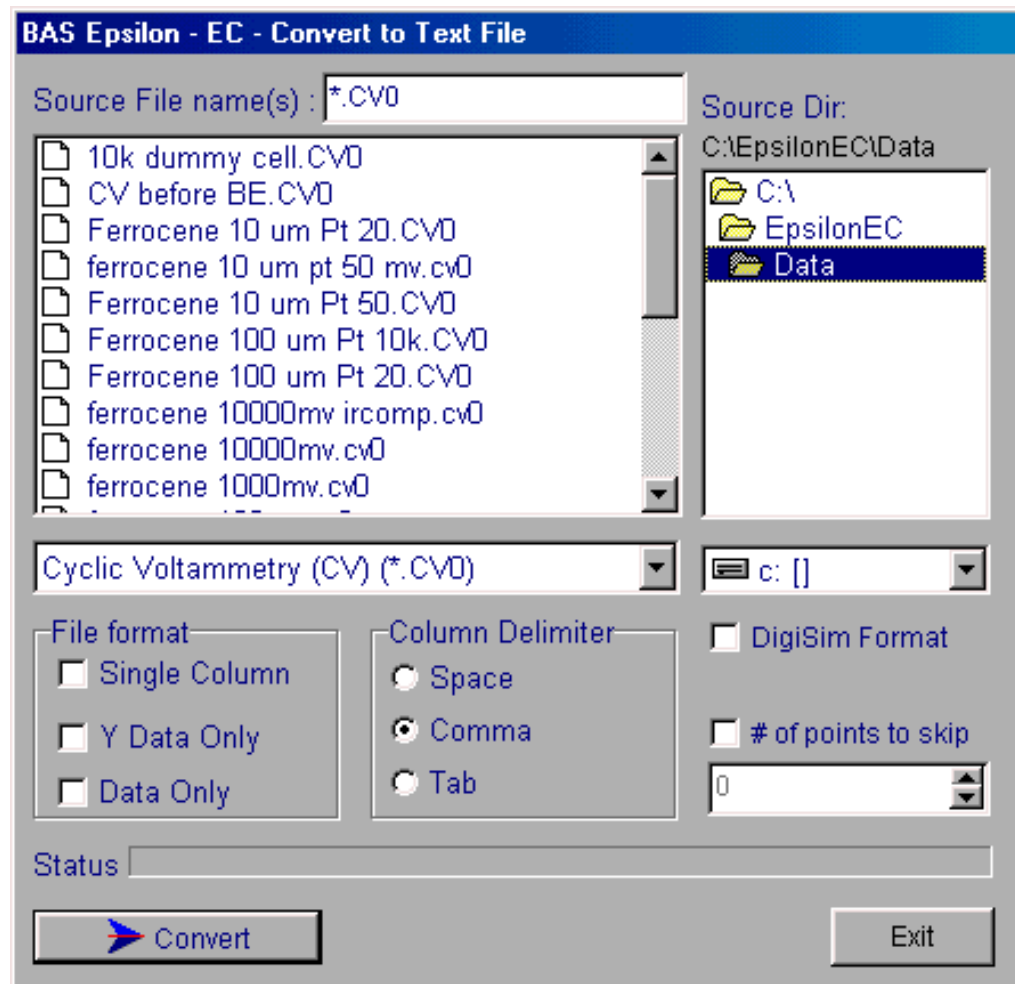 BAS Epsilon - EC - Convert to Text File
Source File name(s) : *.CV0
Source Dir:
C:\EpsilonEC\Data
10k dummy cell.CV0
CV before BE.CV0
Ferrocene 10 um Pt 20.CV0
ferrocene 10 um pt 50 mv.cv0
Ferrocene 10 um Pt 50.CV0
Ferrocene 100 um Pt 10k.CV0
Ferrocene 100 um Pt 20.CV0
ferrocene 10000mv ircomp.cv0
ferrocene 10000mv.cv0
ferrocene 1000mv.cv0
C:\
EpsilonEC
Data
Cyclic Voltammetry (CV) (*.CV0)
c: []
File format
Single Column
Y Data Only
Data Only
Column Delimiter
Space
Comma
Tab
DigiSim Format
# of points to skip
0
Status
Convert
Exit